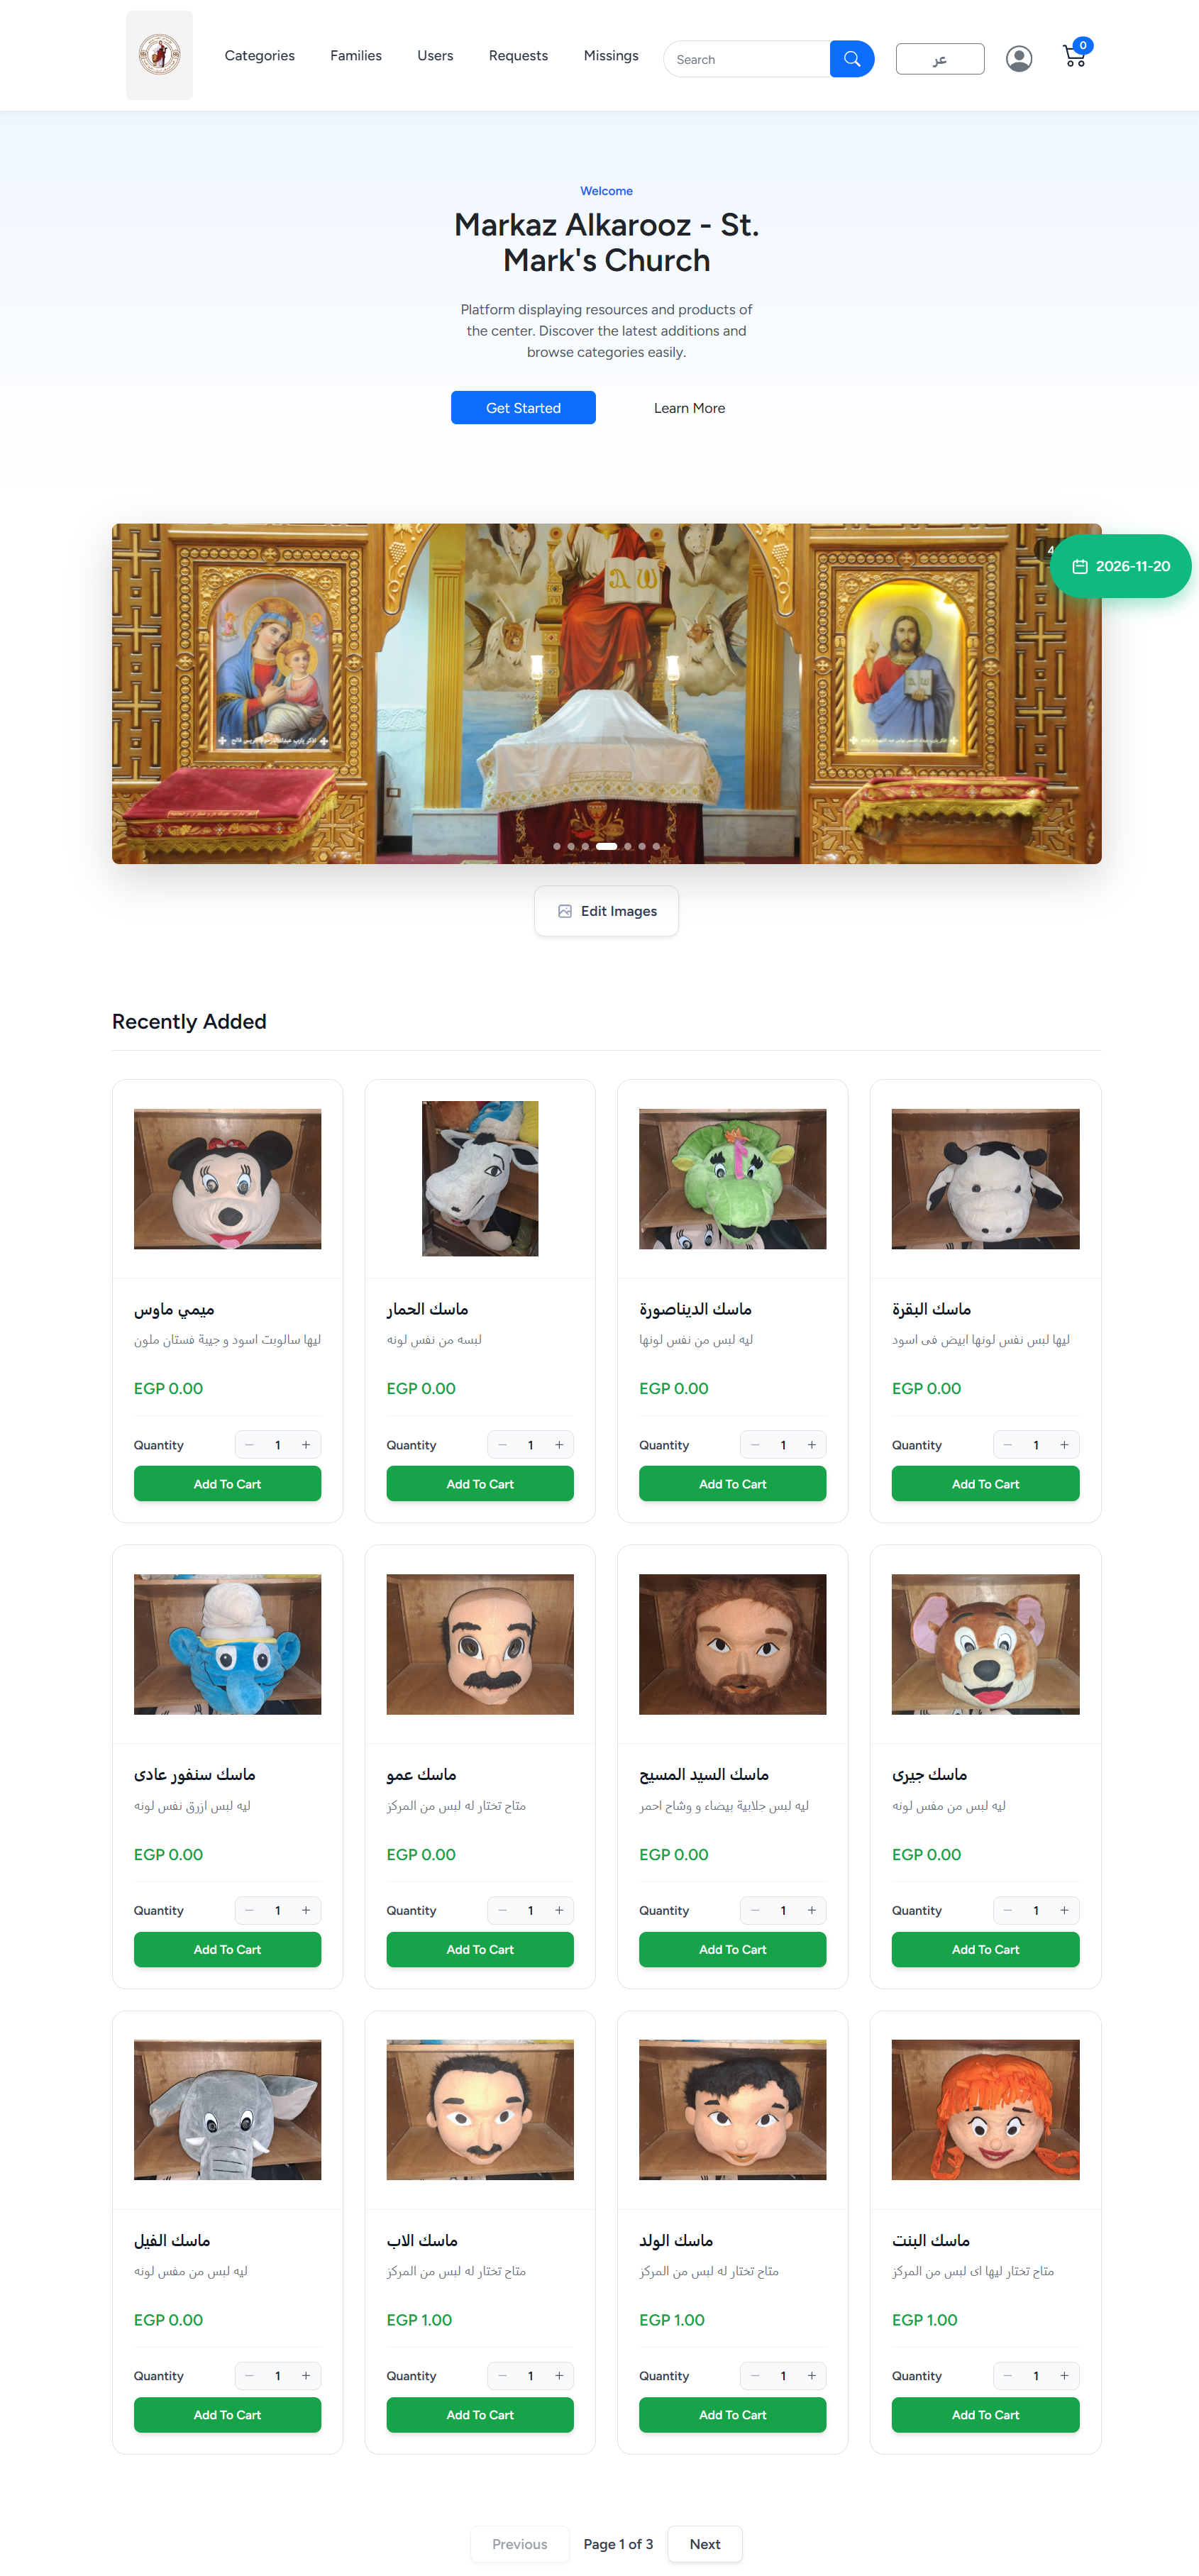 Categories
Families
Users
Requests
Missings
Search
عر
0
Welcome
Markaz Alkarooz - St.
Mark's Church
Platform displaying resources and products of
the center. Discover the latest additions and
browse categories easily.
Get Started
Learn More
4
2026-11-20
Edit Images
Recently Added
ميمي ماوس
ليها سالوبت اسود و جيبة فستان ملون
EGP 0.00
Quantity
1
Add To Cart
ماسك الحمار
لبسه من نفس لونه
EGP 0.00
Quantity
1
Add To Cart
ماسك الديناصورة
ليه لبس من نفس لونها
EGP 0.00
Quantity
1
Add To Cart
ماسك البقرة
ليها لبس نفس لونها ابيض فى اسود
EGP 0.00
Quantity
1
Add To Cart
ماسك سنفور عادى
ليه لبس ازرق نفس لونه
EGP 0.00
Quantity
1
Add To Cart
ماسك عمو
متاح تختار له لبس من المركز
EGP 0.00
Quantity
1
Add To Cart
ماسك السيد المسيح
ليه لبس جلابية بيضاء و وشاح احمر
EGP 0.00
Quantity
1
Add To Cart
ماسك جيرى
ليه لبس من مفس لونه
EGP 0.00
Quantity
1
Add To Cart
ماسك الفيل
ليه لبس من مفس لونه
EGP 0.00
Quantity
1
Add To Cart
ماسك الاب
متاح تختار له لبس من المركز
EGP 1.00
Quantity
1
Add To Cart
ماسك الولد
متاح تختار له لبس من المركز
EGP 1.00
Quantity
1
Add To Cart
ماسك البنت
متاح تختار ليها اى لبس من المركز
EGP 1.00
Quantity
1
Add To Cart
Previous
Page 1 of 3
Next